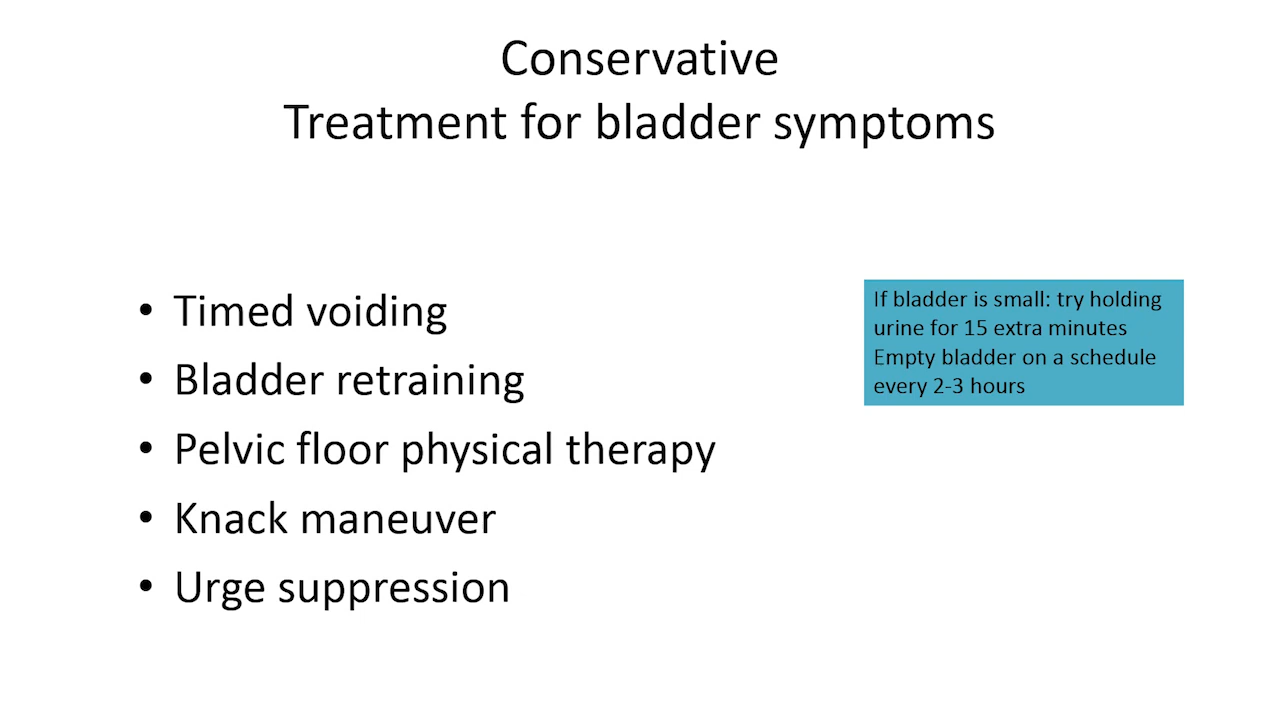 Conservative
Treatment for bladder symptoms
• Timed voiding
• Bladder retraining
• Pelvic floor physical therapy
• Knack maneuver
• Urge suppression
If bladder is small: try holding
urine for 15 extra minutes
Empty bladder on a schedule
every 2-3 hours